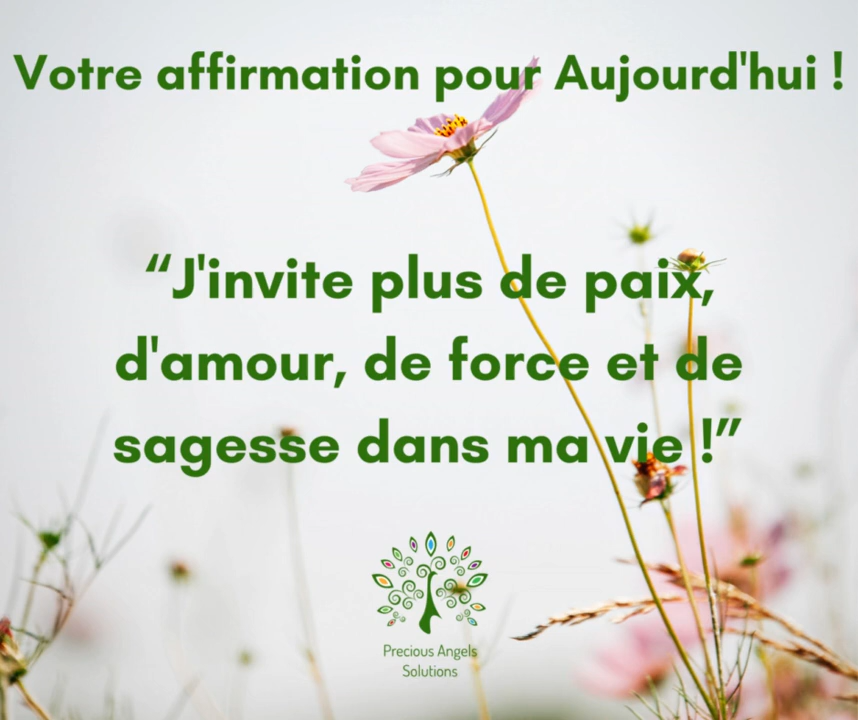 Votre affirmation pour Aujourd'hui !
“J'invite plus de paix,
d'amour, de force et de
sagesse dans ma vie !”
Precious Angels
Solutions